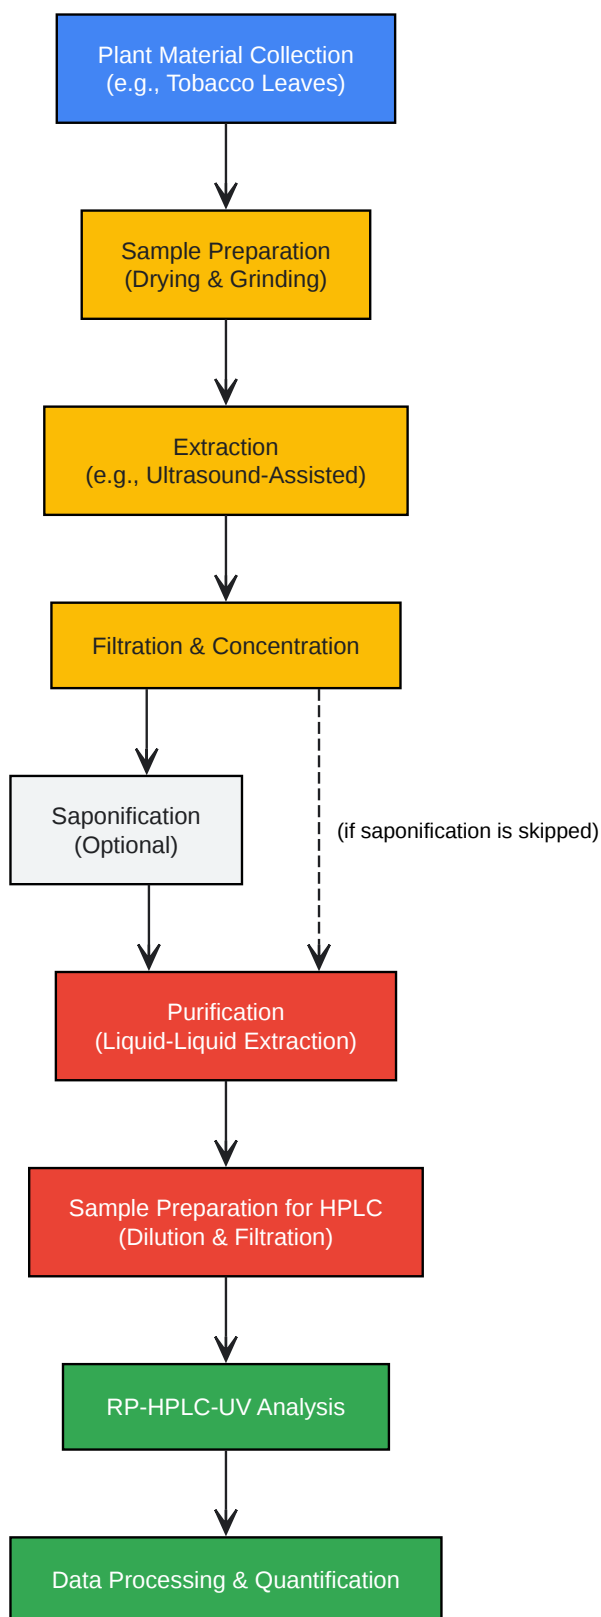 Plant Material Collection
(e.g., Tobacco Leaves)
Sample Preparation
(Drying & Grinding)
Extraction
(e.g., Ultrasound-Assisted)
Filtration & Concentration
Saponification
(Optional)
(if saponification is skipped)
Purification
(Liquid-Liquid Extraction)
Sample Preparation for HPLC
(Dilution & Filtration)
RP-HPLC-UV Analysis
Data Processing & Quantification